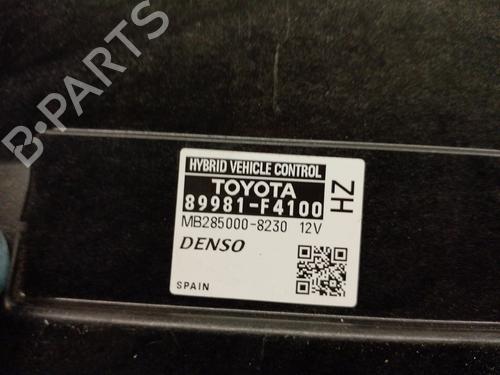 B-PARTS
HYBRID VEHICLE CONTROL
TOYOTA
89981-F4100
MB285000-8230 12V
HZ
DENSO
SPAIN